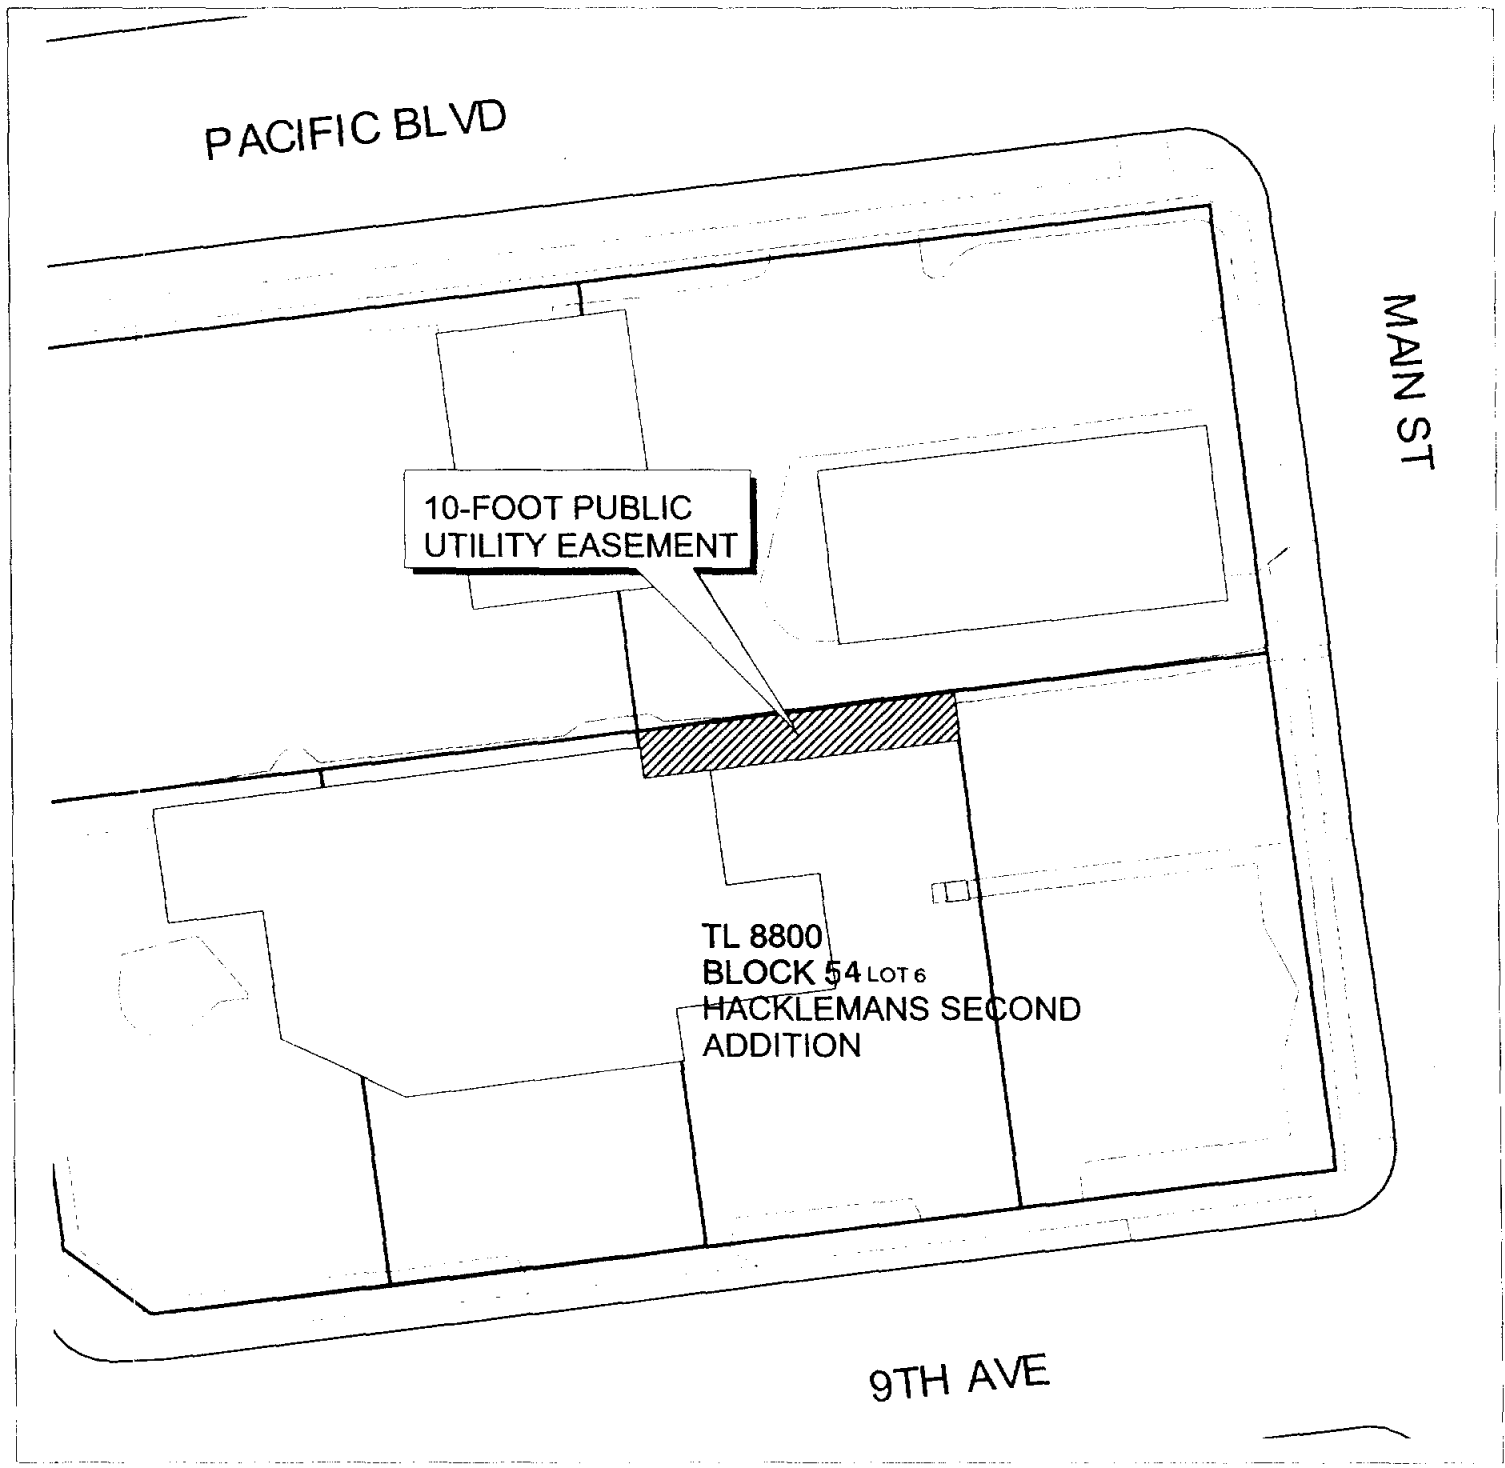 PACIFIC BLVD
MAIN ST
10-FOOT PUBLIC
UTILITY EASEMENT
TL 8800
BLOCK 54 LOT 6
HACKLEMANS SECOND
ADDITION
9TH AVE